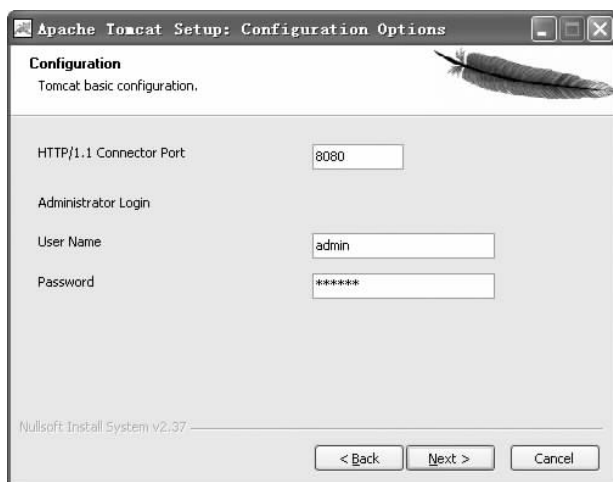 Apache Tomcat Setup: Configuration Options
Configuration
Tomcat basic configuration.
HTTP/1.1 Connector Port 8080
Administrator Login
User Name admin
Password ******
Nullsoft Install System v2.37
< Back Next > Cancel